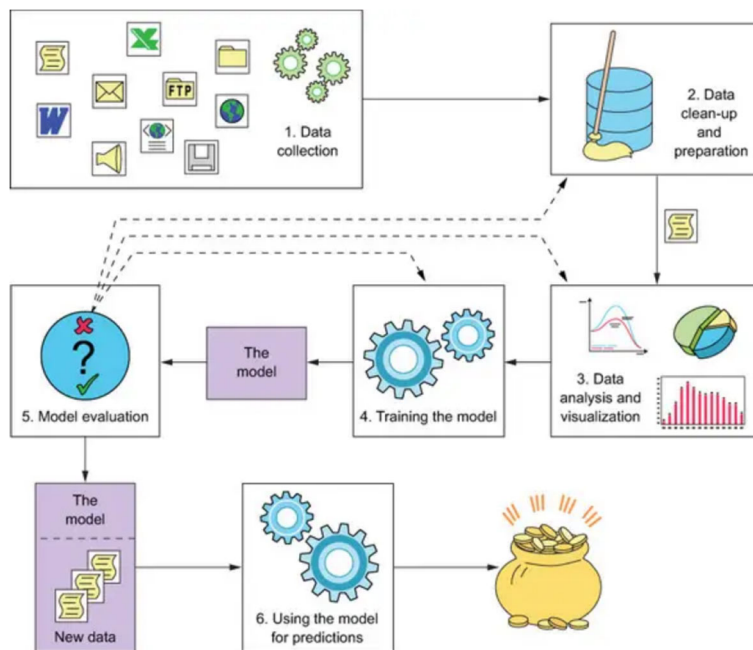 FTP
W
1. Data
collection
2. Data
clean-up
and
preparation
3. Data
analysis and
visualization
4. Training the model
The
model
?
5. Model evaluation
The
model
New data
6. Using the model
for predictions